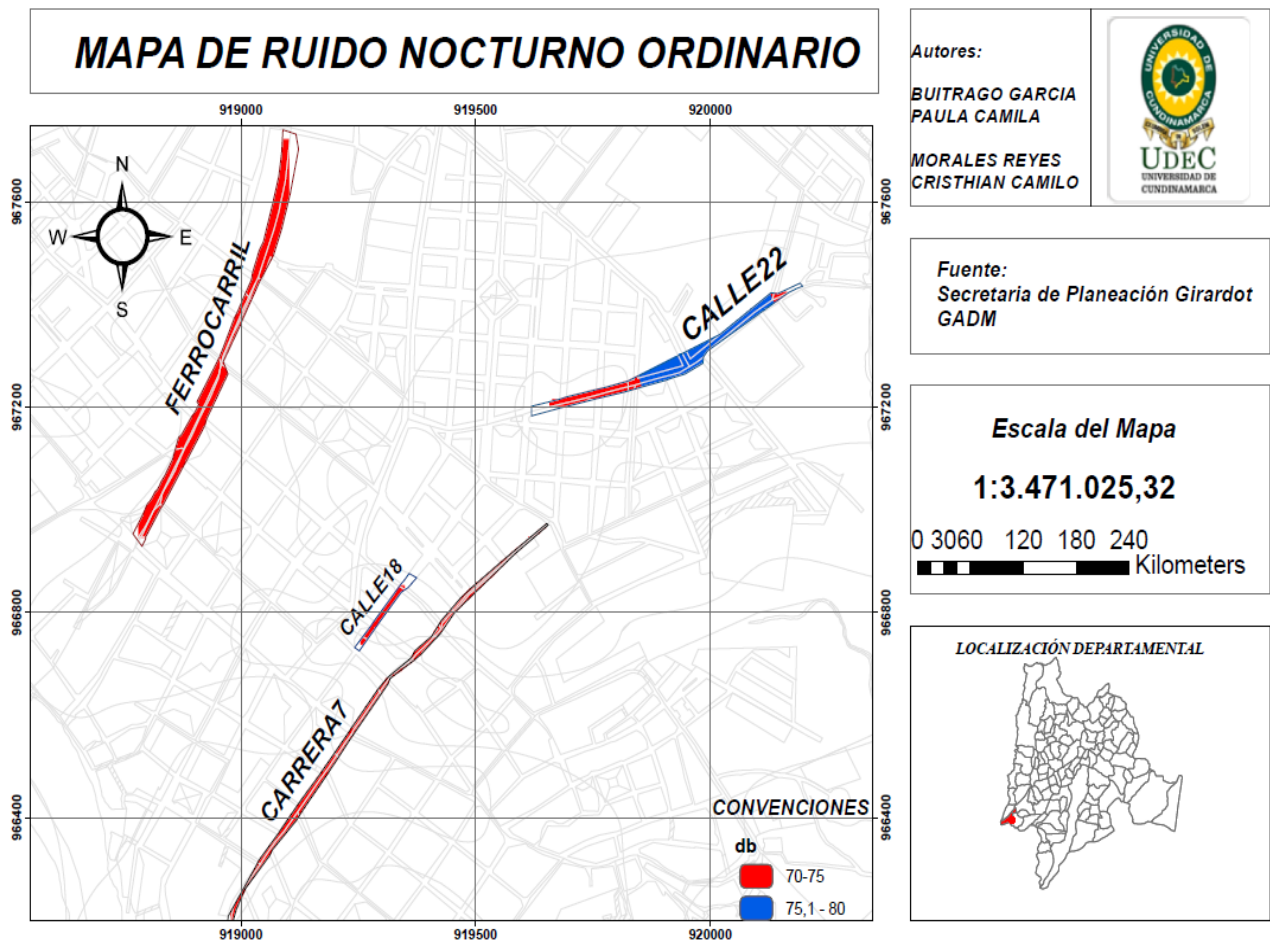 MAPA DE RUIDO NOCTURNO ORDINARIO
919000
919500
920000
967600
967200
966800
966400
967600
967200
966800
966400
N
W
E
S
FERROCARRIL
CALLE22
CALLE18
CARRERA7
CONVENCIONES
db
70-75
75,1 - 80
919000
919500
920000
Autores:
BUITRAGO GARCIA
PAULA CAMILA
MORALES REYES
CRISTHIAN CAMILO
UNIVERSIDAD DE
CUNDINAMARCA
UDEC
UNIVERSIDAD DE
CUNDINAMARCA
Fuente:
Secretaria de Planeación Girardot
GADM
Escala del Mapa
1:3.471.025,32
0 3060 120 180 240
Kilometers
LOCALIZACIÓN DEPARTAMENTAL